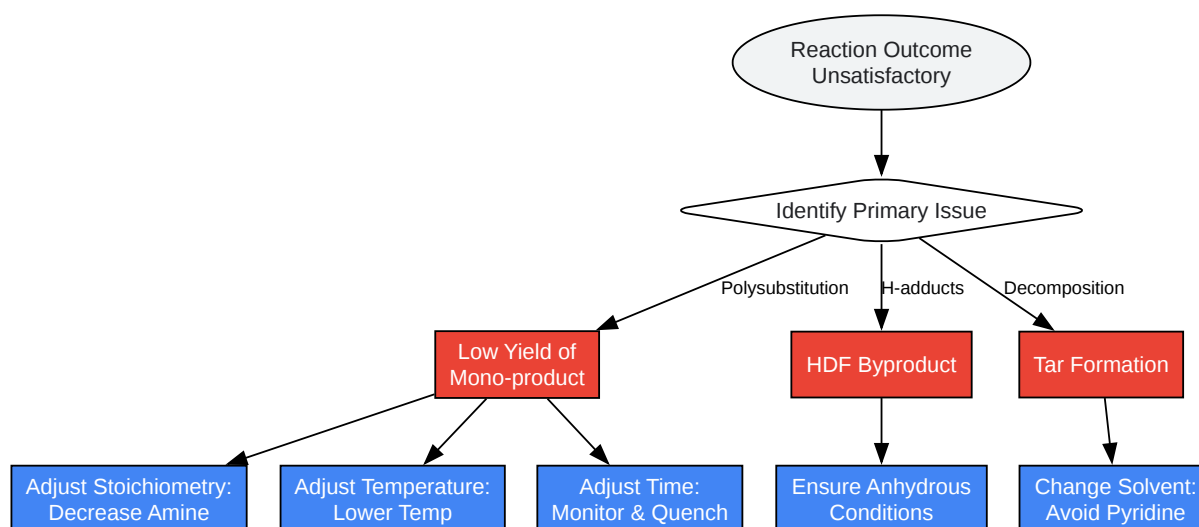 Reaction Outcome
Unsatisfactory
Identify Primary Issue
Polysubstitution
H-adducts
Decomposition
Low Yield of
Mono-product
HDF Byproduct
Tar Formation
Adjust Stoichiometry:
Decrease Amine
Adjust Temperature:
Lower Temp
Adjust Time:
Monitor & Quench
Ensure Anhydrous
Conditions
Change Solvent:
Avoid Pyridine